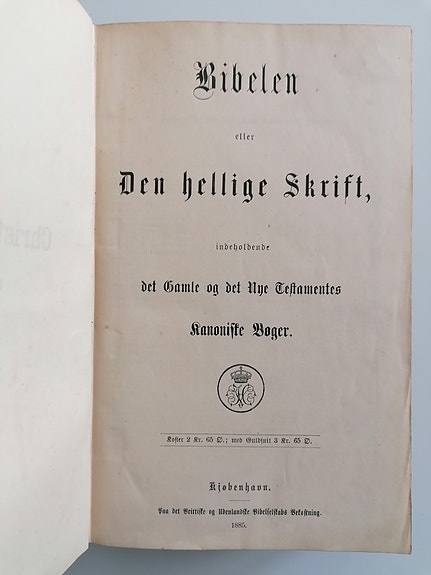 Bibelen
eller
Den hellige Skrift,
indeholdende
det Gamle og det Nye Testamentes
Kanoniske Bøger.
Koster 2 Kr. 65 Ø.; med Guldsnit 3 Kr. 65 Ø.
Kjøbenhavn.
Paa det Brittiske og Udenlandske Bibelselskabs Bekostning.
1885.